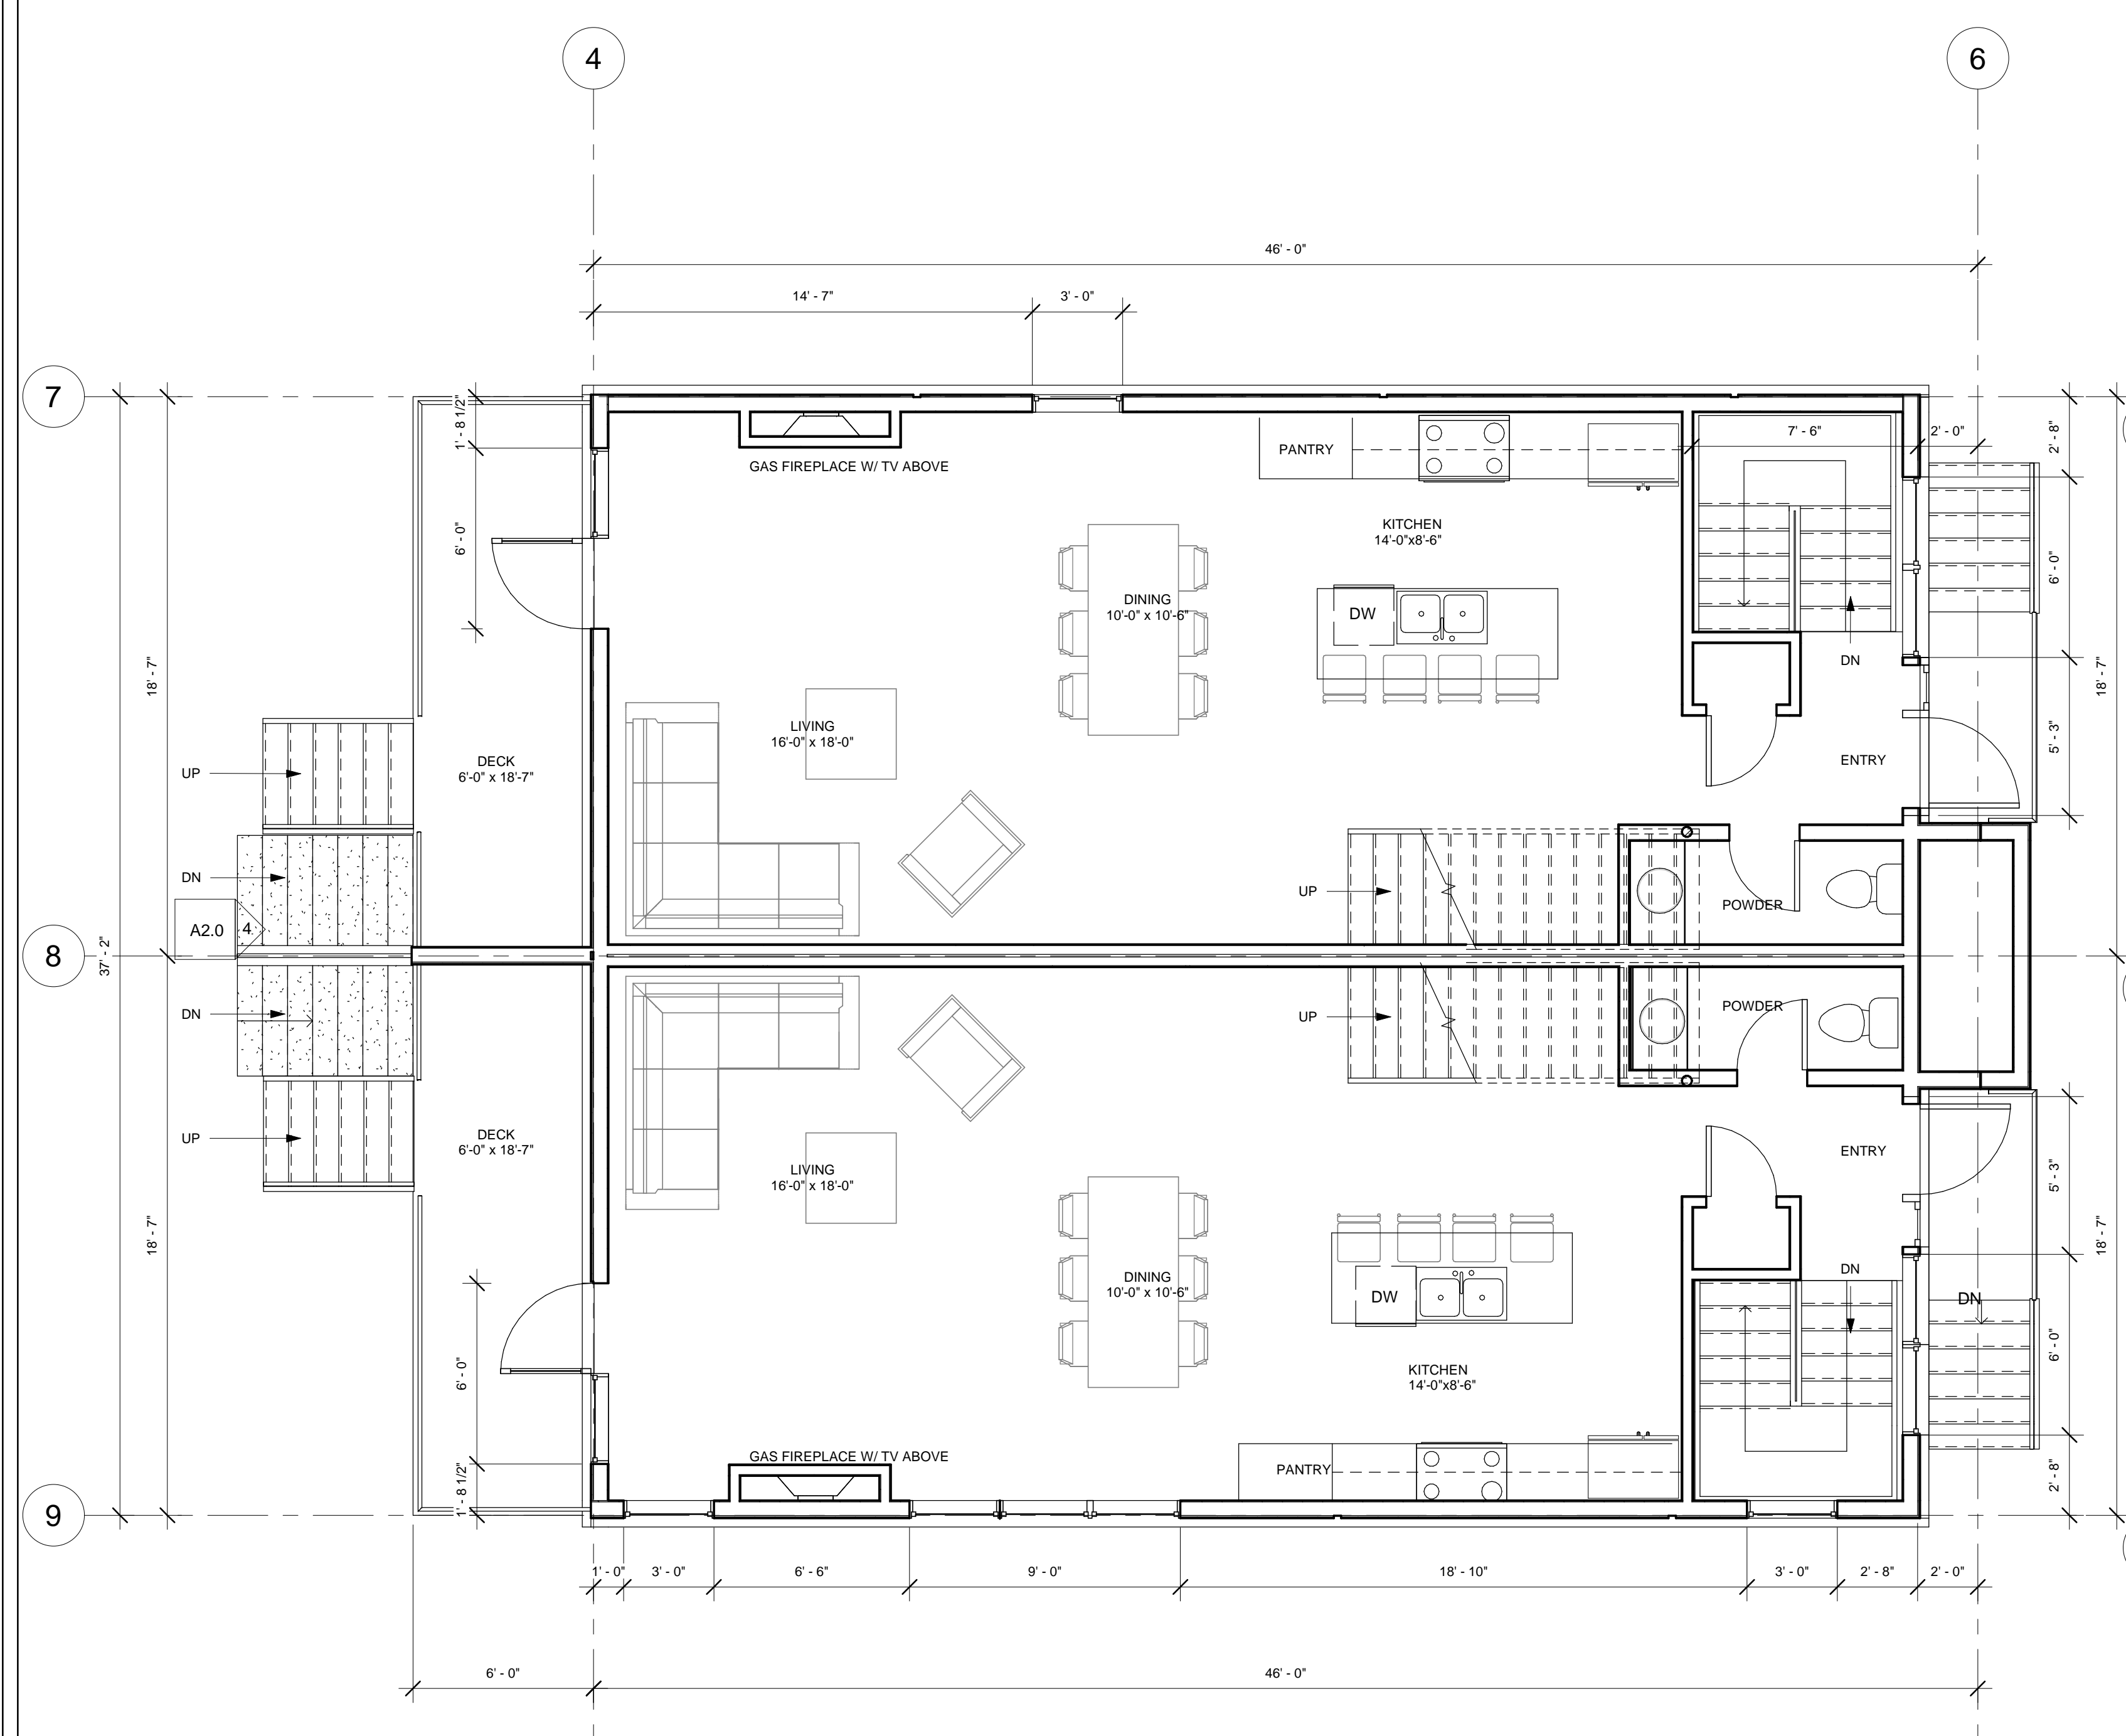 4
6
46' - 0"
14' - 7"
3' - 0"
7
1' - 8 1/2"
7' - 6"
2' - 0"
2' - 8"
PANTRY
GAS FIREPLACE W/ TV ABOVE
KITCHEN
14'-0"x8'-6"
6' - 0"
6' - 0"
DINING
10'-0" x 10'-6"
DW
DN
18' - 7"
18' - 7"
LIVING
16'-0" x 18'-0"
5' - 3"
DECK
6'-0" x 18'-7"
ENTRY
UP
DN
UP
POWDER
A2.0
4
8
37' - 2"
DN
UP
POWDER
UP
DECK
6'-0" x 18'-7"
ENTRY
LIVING
16'-0" x 18'-0"
5' - 3"
18' - 7"
18' - 7"
DN
DINING
10'-0" x 10'-6"
DW
DN
6' - 0"
6' - 0"
KITCHEN
14'-0"x8'-6"
GAS FIREPLACE W/ TV ABOVE
PANTRY
1' - 8 1/2"
2' - 8"
9
1' - 0"
3' - 0"
6' - 6"
9' - 0"
18' - 10"
3' - 0"
2' - 8"
2' - 0"
6' - 0"
46' - 0"